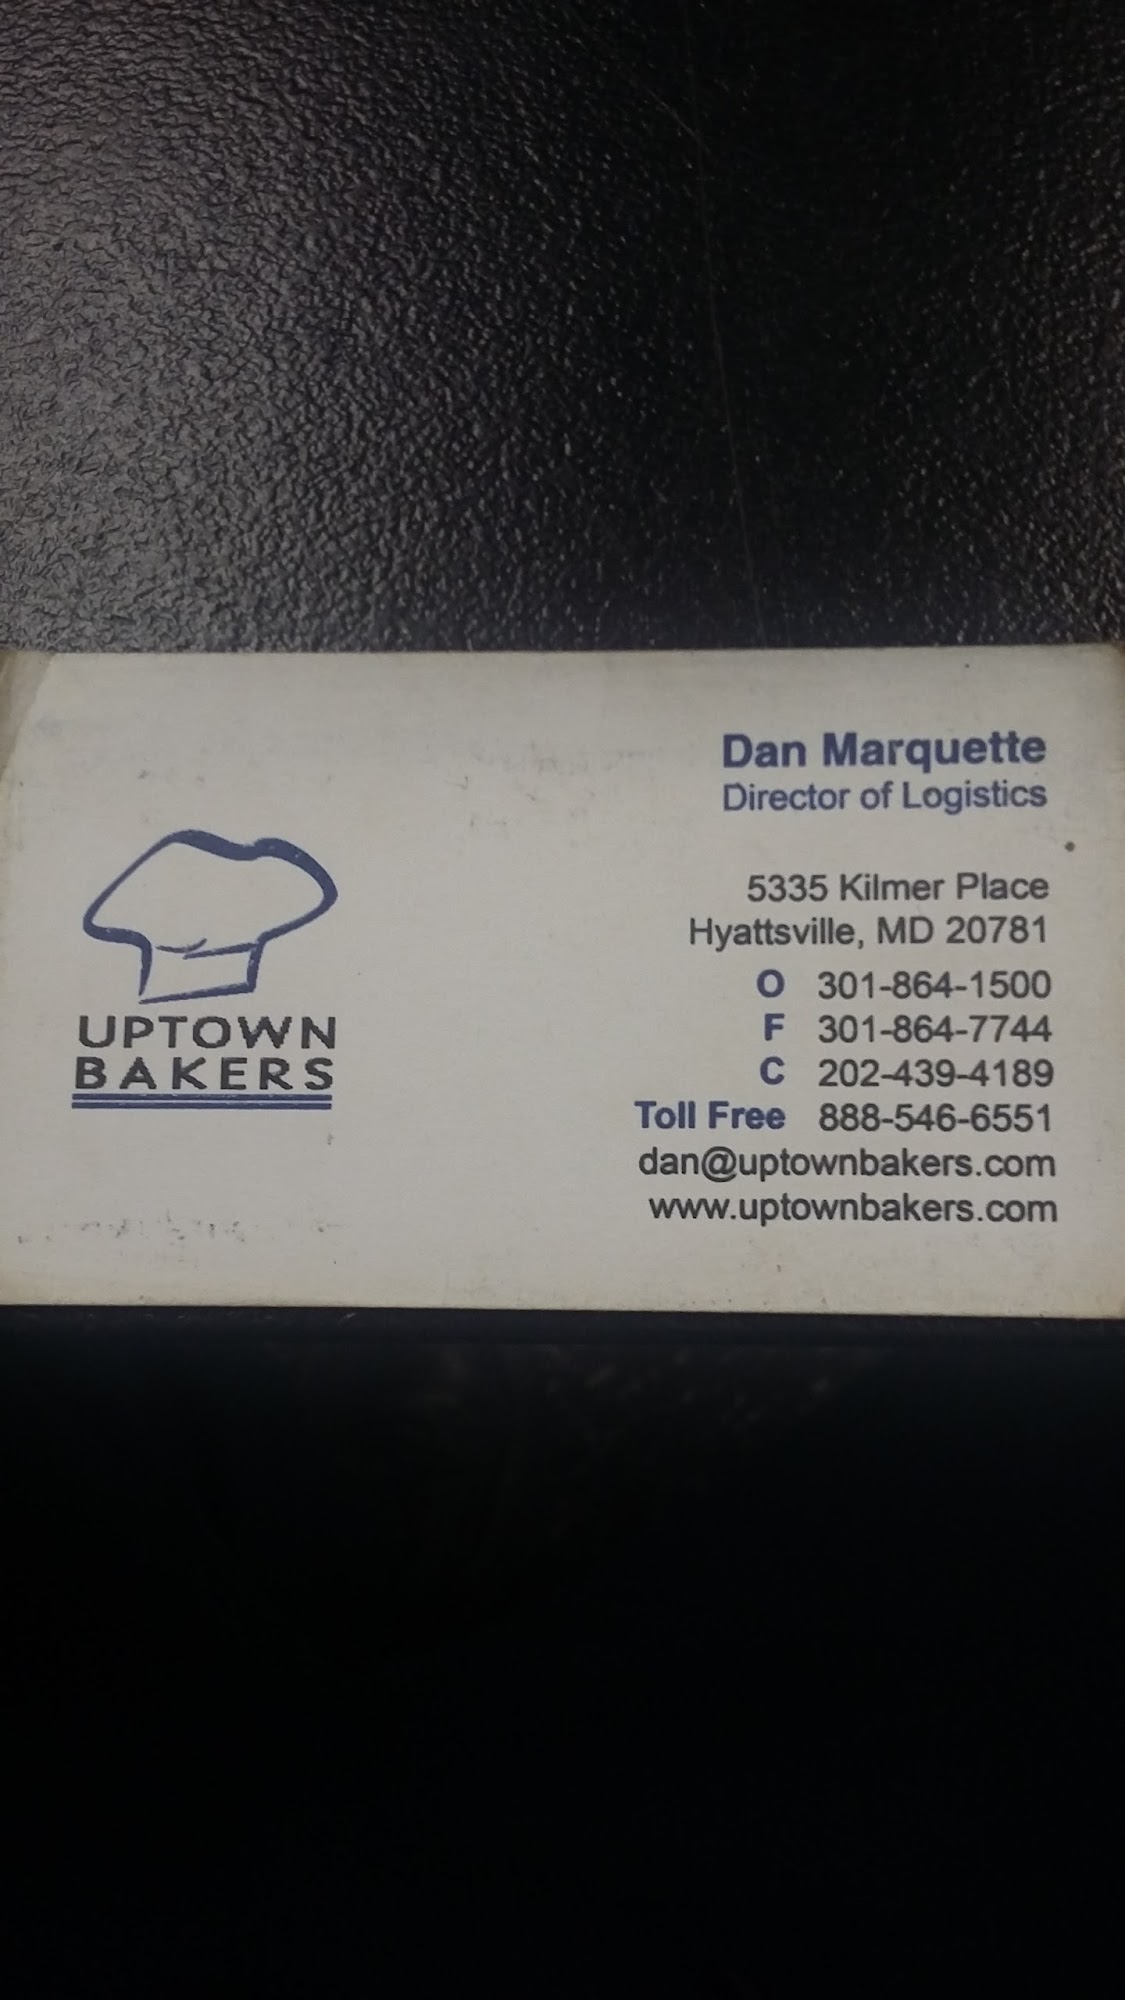 Dan Marquette
Director of Logistics
5335 Kilmer Place
Hyattsville, MD 20781
O 301-864-1500
F 301-864-7744
C 202-439-4189
Toll Free 888-546-6551
dan@uptownbakers.com
www.uptownbakers.com
UPTOWN
BAKERS